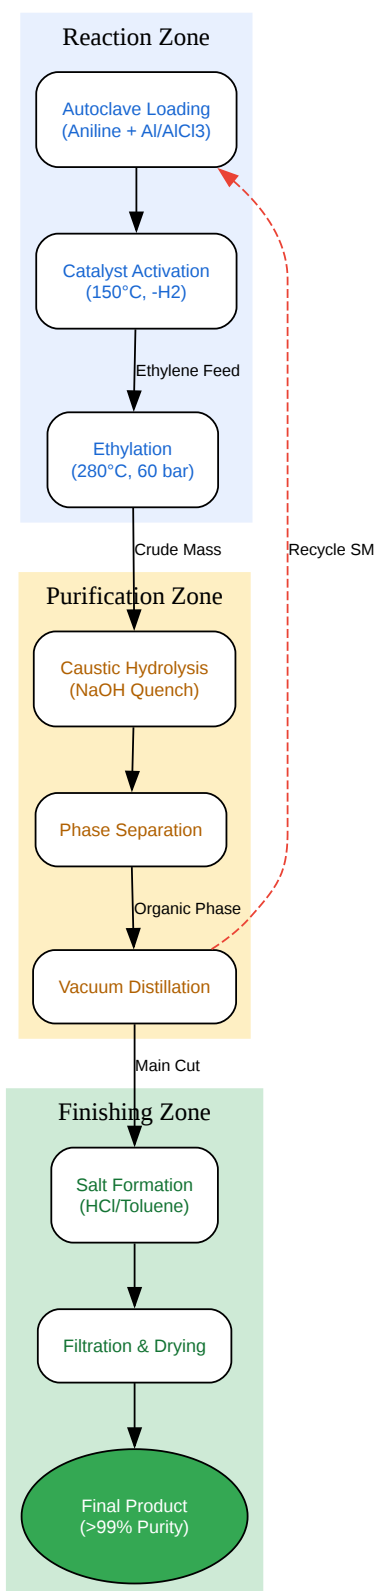 Reaction Zone
Autoclave Loading
(Aniline + Al/AlCl3)
Catalyst Activation
(150°C, -H2)
Ethylene Feed
Ethylation
(280°C, 60 bar)
Crude Mass
Recycle SM
Purification Zone
Caustic Hydrolysis
(NaOH Quench)
Phase Separation
Organic Phase
Vacuum Distillation
Main Cut
Finishing Zone
Salt Formation
(HCl/Toluene)
Filtration & Drying
Final Product
(>99% Purity)